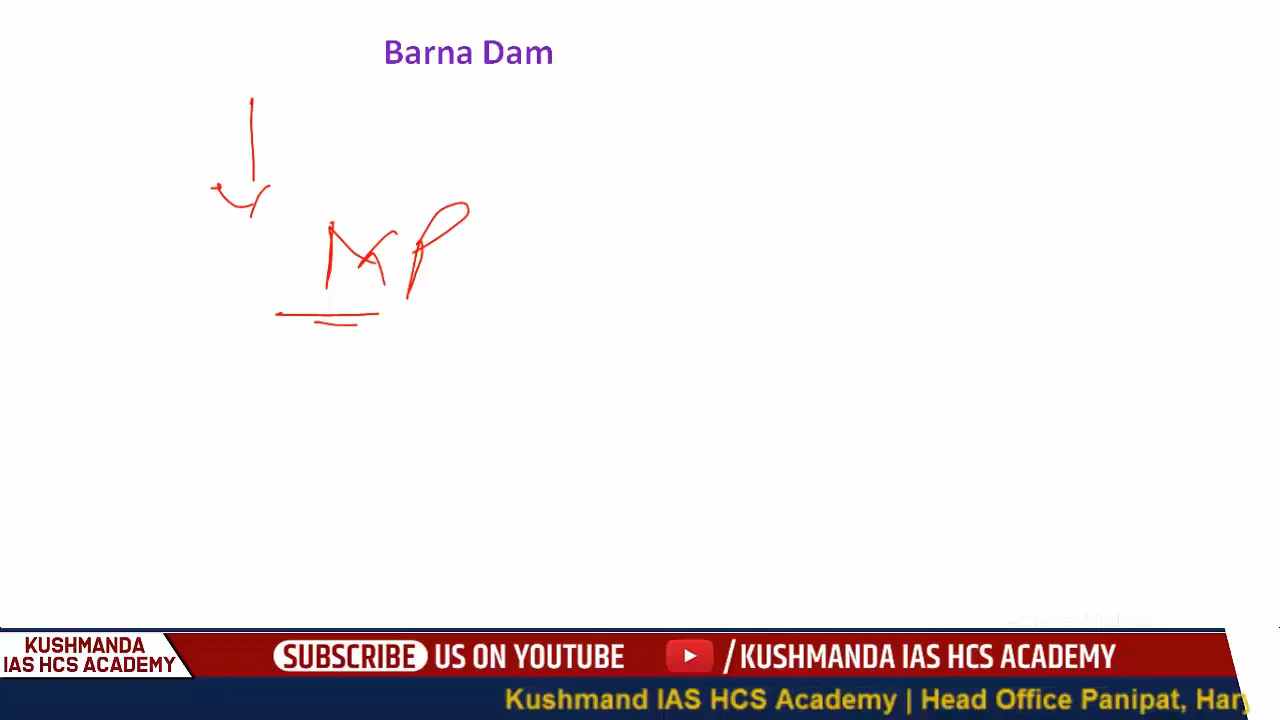 Barna Dam
MP
KUSHMANDA
IAS HCS ACADEMY
SUBSCRIBE US ON YOUTUBE /KUSHMANDA IAS HCS ACADEMY
Kushmand IAS HCS Academy | Head Office Panipat, Hary